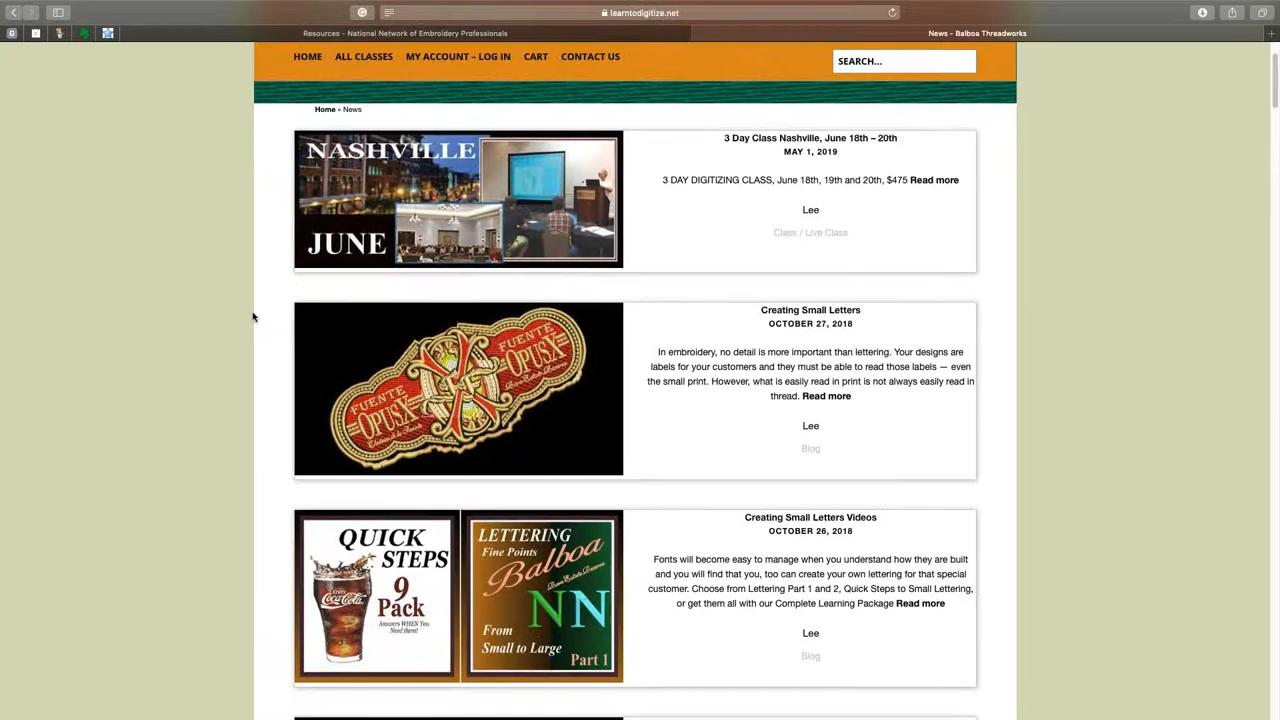 learntodigitize.net
Resources - National Network of Embroidery Professionals
News - Balboa Threadworks
HOME ALL CLASSES MY ACCOUNT – LOG IN CART CONTACT US
SEARCH...
Home » News
NASHVILLE
JUNE
3 Day Class Nashville, June 18th – 20th
MAY 1, 2019
3 DAY DIGITIZING CLASS, June 18th, 19th and 20th, $475 Read more
Lee
Class / Live Class
FUENTE
OPUSX
FUENTE
OPUSX
Creating Small Letters
OCTOBER 27, 2018
In embroidery, no detail is more important than lettering. Your designs are
labels for your customers and they must be able to read those labels — even
the small print. However, what is easily read in print is not always easily read in
thread. Read more
Lee
Blog
QUICK
STEPS
9
Pack
Answers WHEN You
Need them!
Enjoy
Coca-Cola
LETTERING
Fine Points
Balboa
NN
From
Small to Large
Part 1
Creating Small Letters Videos
OCTOBER 26, 2018
Fonts will become easy to manage when you understand how they are built
and you will find that you, too can create your own lettering for that special
customer. Choose from Lettering Part 1 and 2, Quick Steps to Small Lettering,
or get them all with our Complete Learning Package Read more
Lee
Blog